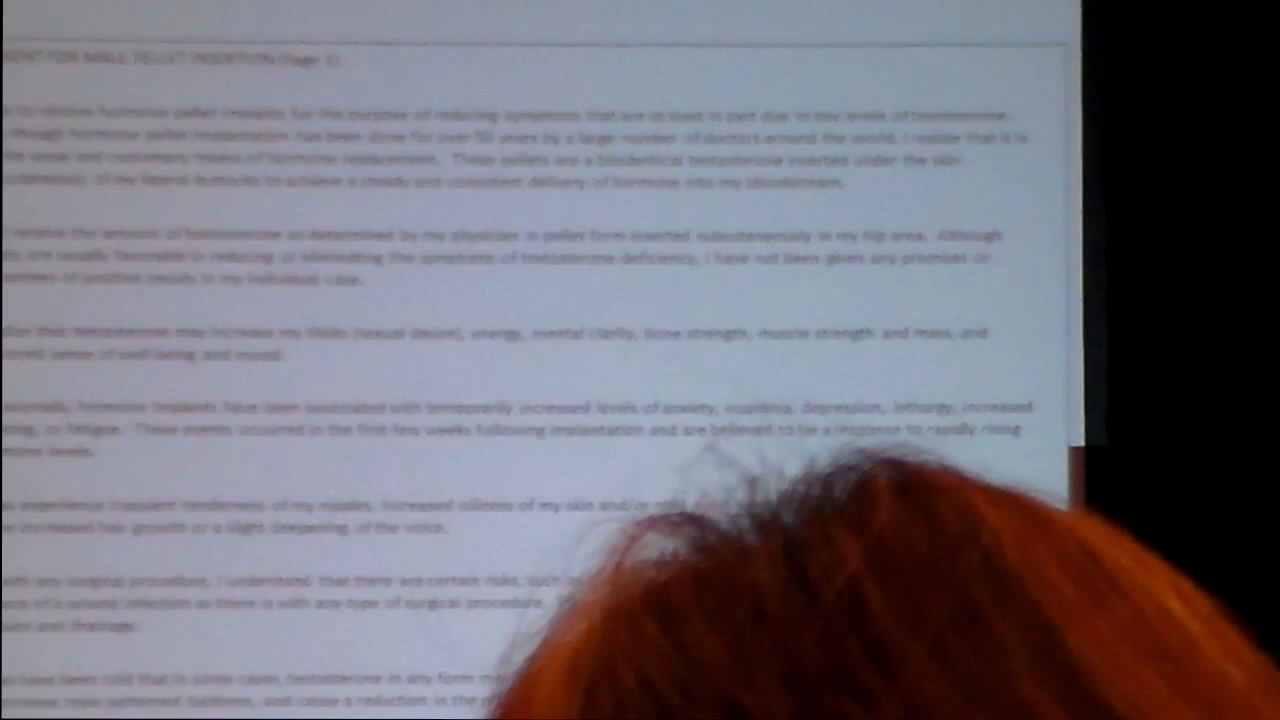 FOR MALE PELLET INSERTION (Page 1)
to receive hormone pellet implants for the purpose of reducing symptoms that are at least in part due to low levels of testosterone.
though hormone pellet implantation has been done for over 50 years by a large number of doctors around the world, I realize that it is
the usual and customary means of hormone replacement. These pellets are a bioidentical testosterone inserted under the skin
of my lateral buttocks to achieve a steady and consistent delivery of hormone into my bloodstream.
receive the amount of testosterone as determined by my physician in pellet form inserted subcutaneously in my hip area. Although
are usually favorable in reducing or eliminating the symptoms of testosterone deficiency, I have not been given any promises or
of positive results in my individual case.
that testosterone may increase my libido (sexual desire), energy, mental clarity, bone strength, muscle strength and mass, and
sense of well-being and mood.
hormone implants have been associated with temporarily increased levels of anxiety, insomnia, depression, lethargy, increased
or fatigue. These events occurred in the first few weeks following implantation and are believed to be a response to rapidly rising
levels.
experience transient tenderness of my nipples, increased oiliness of my skin and/or
increased hair growth or a slight deepening of the voice.
with any surgical procedure, I understand, that there are certain risks, such
of a wound infection as there is with any type of surgical procedure,
and drainage.
have been told that in some cases, testosterone in any form
male patterned baldness, and cause a reduction in the